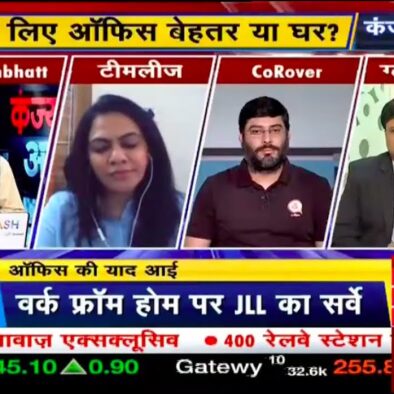 लिए ऑफिस बेहतर या घर?
bhatt
टीमलीज
CoRover
ऑफिस की याद आई
वर्क फ्रॉम होम पर JLL का सर्वे
वाज़ एक्सक्लूसिव • 400 रेलवे स्टेशन
45.10 ▲ 0.90 Gatewy 10 32.6k 255.8